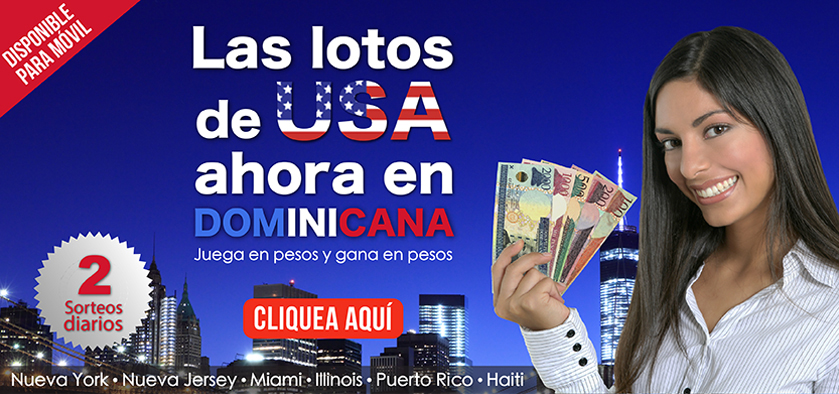 DISPONIBLE
PARA MÓVIL
Las lotos
de USA
ahora en
DOMINICANA
Juega en pesos y gana en pesos
2
Sorteos
diarios
CLIQUEA AQUÍ
Nueva York • Nueva Jersey • Miami • Illinois • Puerto Rico • Haiti